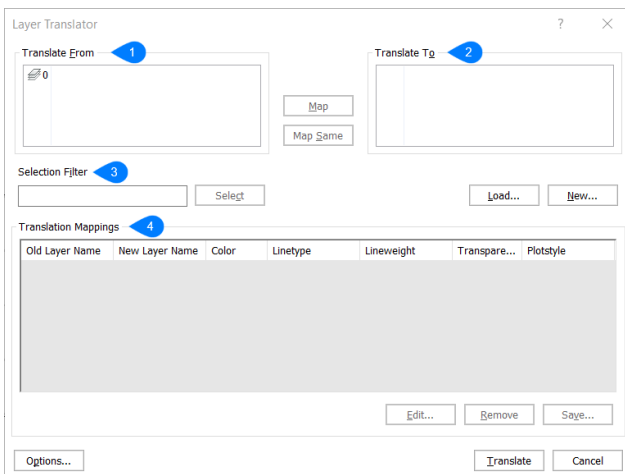 Layer Translator ? ×
Translate From 1
Translate To 2
0
Map
Map Same
Selection Filter 3
Select
Load... New...
Translation Mappings 4
Old Layer Name New Layer Name Color Linetype Lineweight Transpare... Plotstyle
Edit... Remove Save...
Options... Translate Cancel